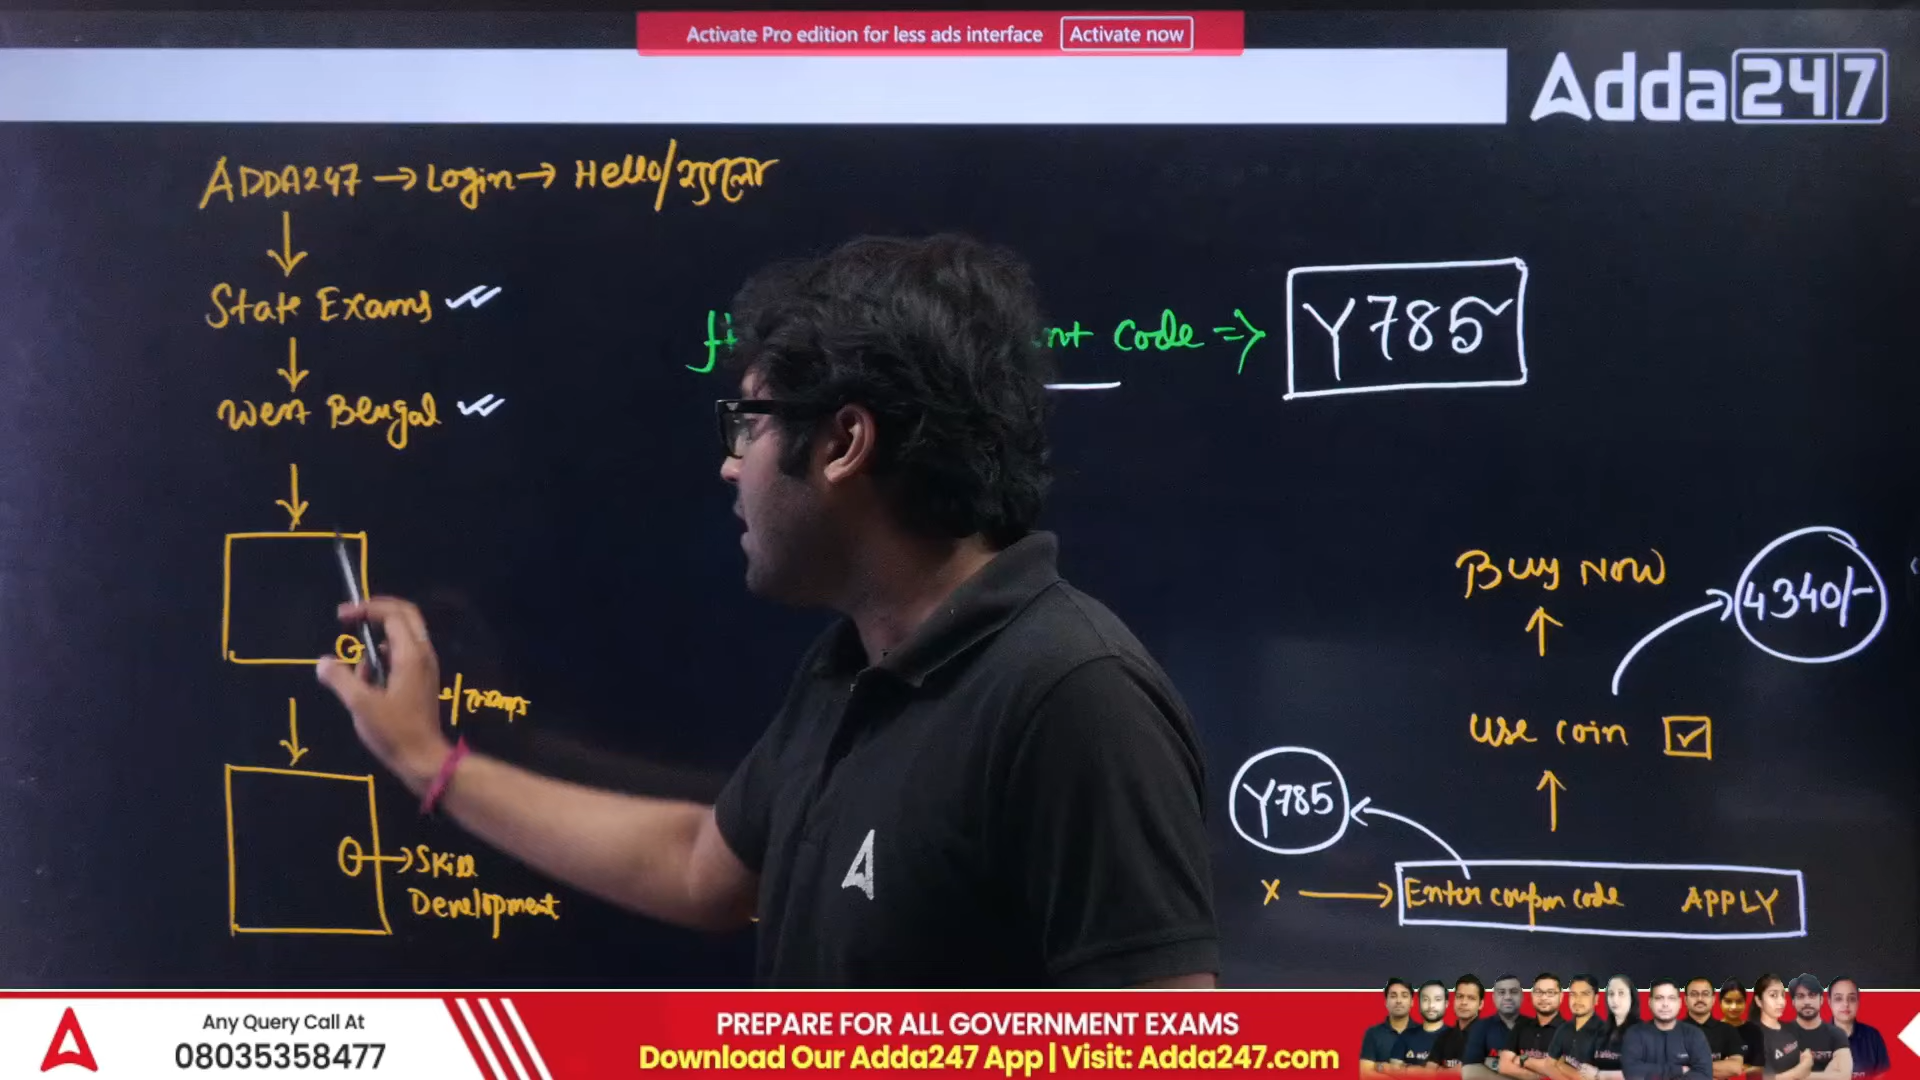 Activate Pro edition for less ads interface Activate now
Adda247
ADDA247 → Login → Hello/
State Exams
West Bengal
code ⇒ Y785
Buy Now
4340/-
Use coin
Y785
Skill
Development
X → Enter coupon code APPLY
Any Query Call At
08035358477
PREPARE FOR ALL GOVERNMENT EXAMS
Download Our Adda247 App | Visit: Adda247.com